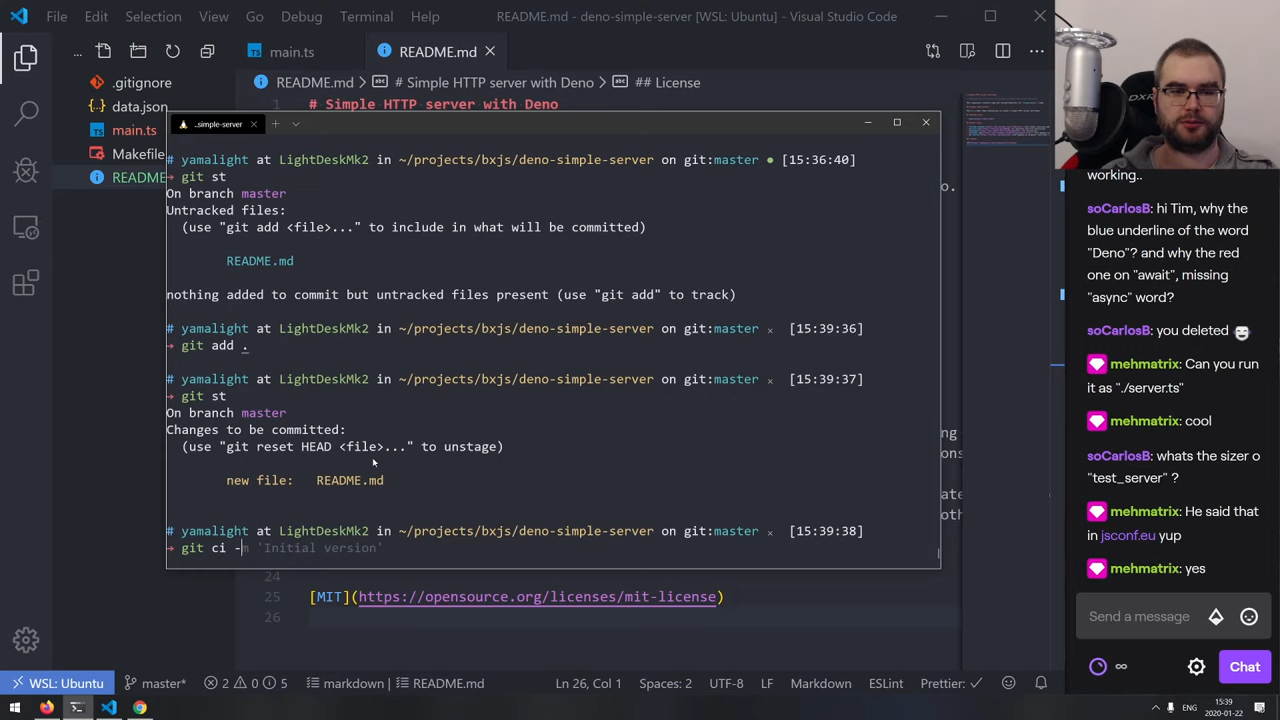 File Edit Selection View Go Debug Terminal Help README.md - deno-simple-server [WSL: Ubuntu] - Visual Studio Code
... main.ts README.md ...
.gitignore
data.json
main.ts
Makefile
README
README.md > # Simple HTTP server with Deno > ## License
# Simple HTTP server with Deno
..simple-server
# yamalight at LightDeskMk2 in ~/projects/bxjs/deno-simple-server on git:master ● [15:36:40]
→ git st
On branch master
Untracked files:
(use "git add <file>..." to include in what will be committed)
README.md
nothing added to commit but untracked files present (use "git add" to track)
# yamalight at LightDeskMk2 in ~/projects/bxjs/deno-simple-server on git:master × [15:39:36]
→ git add .
# yamalight at LightDeskMk2 in ~/projects/bxjs/deno-simple-server on git:master × [15:39:37]
→ git st
On branch master
Changes to be committed:
(use "git reset HEAD <file>..." to unstage)
new file: README.md
# yamalight at LightDeskMk2 in ~/projects/bxjs/deno-simple-server on git:master × [15:39:38]
→ git ci -m 'Initial version'
o.
ing
ons
ate
oth
24
25 [MIT](https://opensource.org/licenses/mit-license)
26
WSL: Ubuntu master* 2 0 5 markdown | README.md Ln 26, Col 1 Spaces: 2 UTF-8 LF Markdown ESLint Prettier: ✓
DXR
working..
soCarlosB: hi Tim, why the
blue underline of the word
"Deno"? and why the red
one on "await", missing
"async" word?
soCarlosB: you deleted
mehmatrix: Can you run
it as "./server.ts"
mehmatrix: cool
soCarlosB: whats the sizer o
"test_server" ?
mehmatrix: He said that
in jsconf.eu yup
mehmatrix: yes
Send a message
∞ Chat
ENG
15:39
2020-01-22